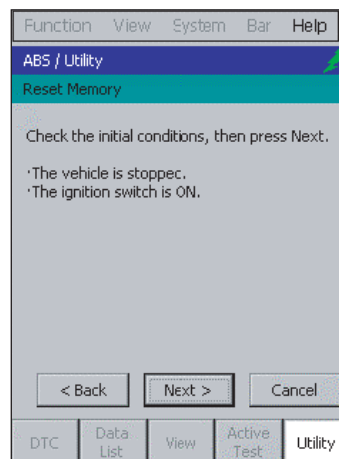 Function View System Bar Help
ABS / Utility
Reset Memory
Check the initial conditions, then press Next.
·The vehicle is stoppec.
·The ignition switch is ON.
< Back Next > Cancel
DTC Data List View Active Test Utility